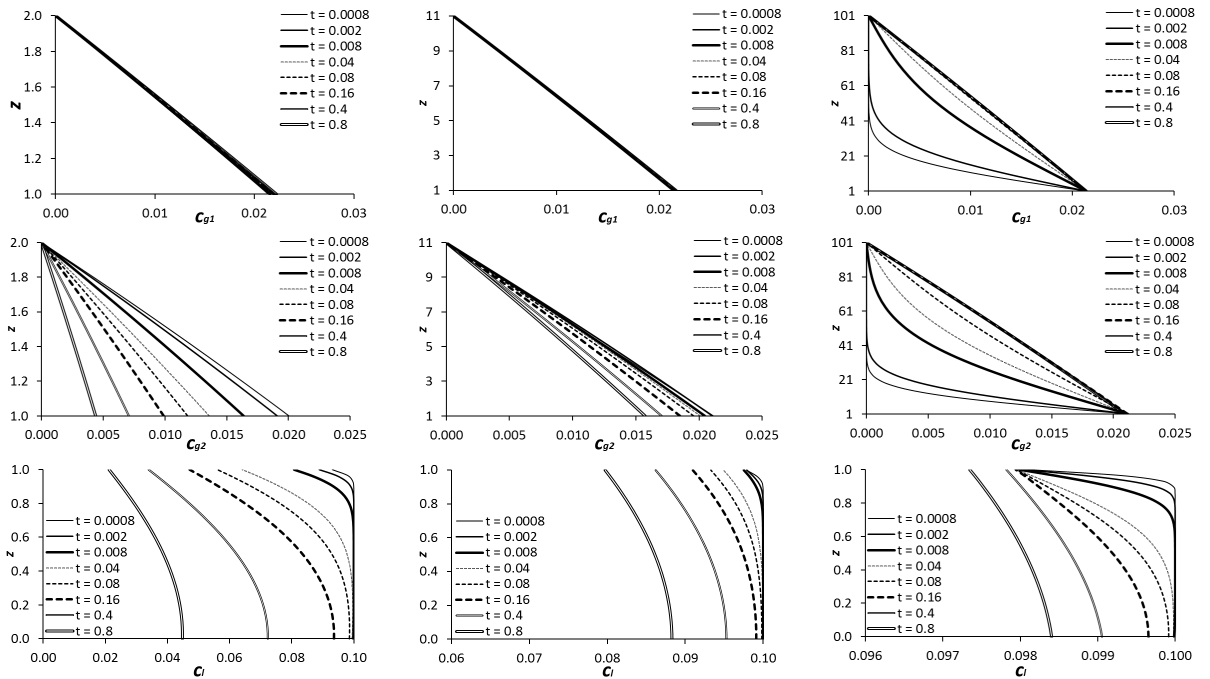 2.0
1.8
1.6
1.4
1.2
1.0
z
0.00 0.01 0.02 0.03
Cg1
t = 0.0008
t = 0.002
t = 0.008
t = 0.04
t = 0.08
t = 0.16
t = 0.4
t = 0.8
11
9
7
5
3
1
z
0.00 0.01 0.02 0.03
Cg1
t = 0.0008
t = 0.002
t = 0.008
t = 0.04
t = 0.08
t = 0.16
t = 0.4
t = 0.8
101
81
61
41
21
1
z
0.00 0.01 0.02 0.03
Cg1
t = 0.0008
t = 0.002
t = 0.008
t = 0.04
t = 0.08
t = 0.16
t = 0.4
t = 0.8
2.0
1.8
1.6
1.4
1.2
1.0
z
0.000 0.005 0.010 0.015 0.020 0.025
Cg2
t = 0.0008
t = 0.002
t = 0.008
t = 0.04
t = 0.08
t = 0.16
t = 0.4
t = 0.8
11
9
7
5
3
1
z
0.000 0.005 0.010 0.015 0.020 0.025
Cg2
t = 0.0008
t = 0.002
t = 0.008
t = 0.04
t = 0.08
t = 0.16
t = 0.4
t = 0.8
101
81
61
41
21
1
z
0.000 0.005 0.010 0.015 0.020 0.025
Cg2
t = 0.0008
t = 0.002
t = 0.008
t = 0.04
t = 0.08
t = 0.16
t = 0.4
t = 0.8
1.0
0.8
0.6
0.4
0.2
0.0
z
0.00 0.02 0.04 0.06 0.08 0.10
Cl
t = 0.0008
t = 0.002
t = 0.008
t = 0.04
t = 0.08
t = 0.16
t = 0.4
t = 0.8
1.0
0.8
0.6
0.4
0.2
0.0
z
0.06 0.07 0.08 0.09 0.10
Cl
t = 0.0008
t = 0.002
t = 0.008
t = 0.04
t = 0.08
t = 0.16
t = 0.4
t = 0.8
1.0
0.8
0.6
0.4
0.2
0.0
z
0.096 0.097 0.098 0.099 0.100
Cl
t = 0.0008
t = 0.002
t = 0.008
t = 0.04
t = 0.08
t = 0.16
t = 0.4
t = 0.8